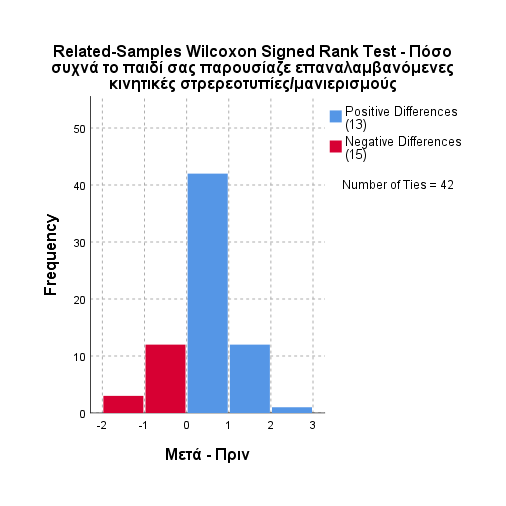 Related-Samples Wilcoxon Signed Rank Test - Πόσο
συχνά το παιδί σας παρουσίαζε επαναλαμβανόμενες
κινητικές στρερεοτυπίες/μανιερισμούς
Positive Differences
(13)
Negative Differences
(15)
Number of Ties = 42
Frequency
50
40
30
20
10
0
-2 -1 0 1 2 3
Μετά - Πριν